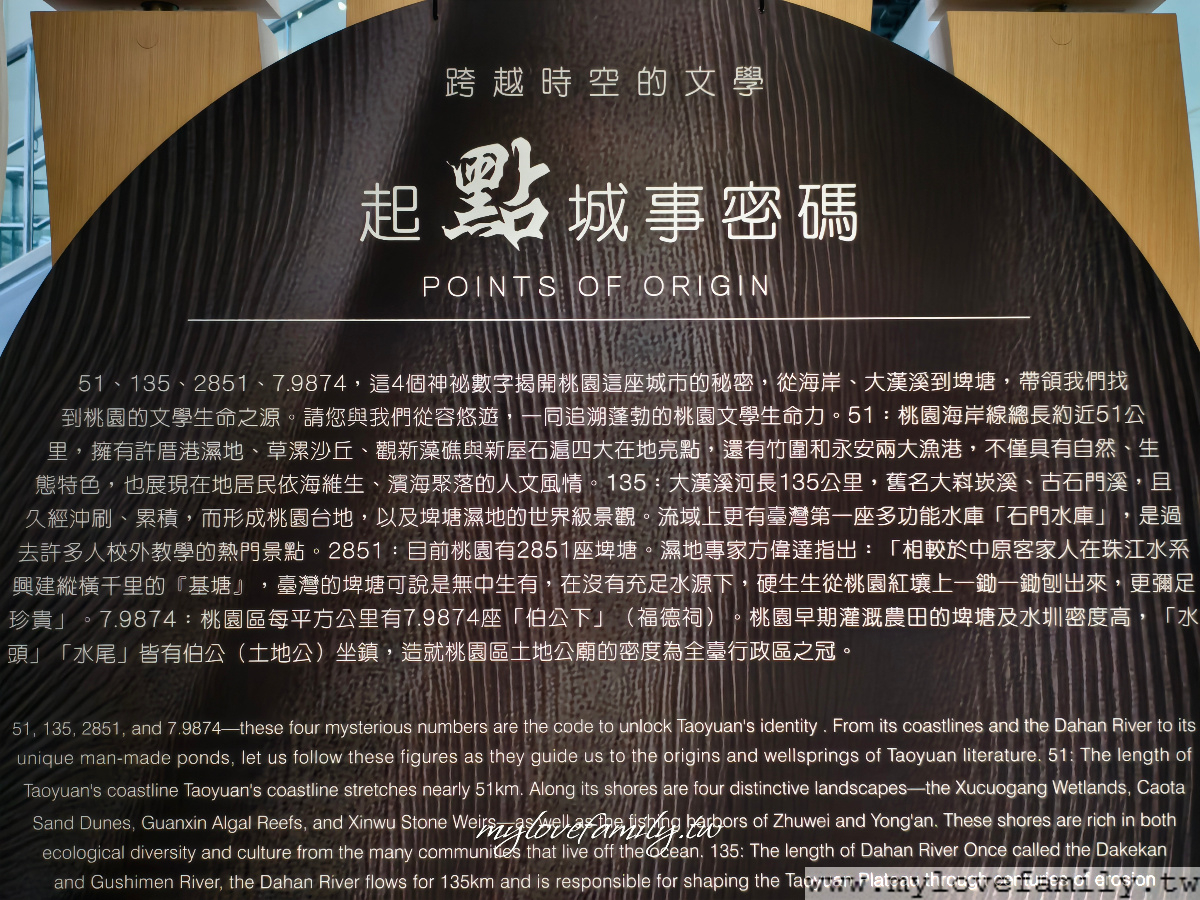 跨越時空的文學
起點城事密碼
POINTS OF ORIGIN
51、135、2851、7.9874，這4個神祕數字揭開桃園這座城市的秘密，從海岸、大漢溪到埤塘，帶領我們找
到桃園的文學生命之源。請您與我們從容悠遊，一同追溯蓬勃的桃園文學生命力。51：桃園海岸線總長約近51公
里，擁有許厝港濕地、草漯沙丘、觀新藻礁與新屋石滬四大在地亮點，還有竹圍和永安兩大漁港，不僅具有自然、生
態特色，也展現在地居民依海維生、濱海聚落的人文風情。135：大漢溪河長135公里，舊名大嵙崁溪、古石門溪，且
久經沖刷、累積，而形成桃園台地，以及埤塘濕地的世界級景觀。流域上更有臺灣第一座多功能水庫「石門水庫」，是過
去許多人校外教學的熱門景點。2851：目前桃園有2851座埤塘。濕地專家方偉達指出：「相較於中原客家人在珠江水系
興建縱橫千里的『基塘』，臺灣的埤塘可說是無中生有，在沒有充足水源下，硬生生從桃園紅壤上一鋤一鋤刨出來，更彌足
珍貴」。7.9874：桃園區每平方公里有7.9874座「伯公下」（福德祠）。桃園早期灌溉農田的埤塘及水圳密度高，「水
頭」「水尾」皆有伯公（土地公）坐鎮，造就桃園區土地公廟的密度為全臺行政區之冠。
51, 135, 2851, and 7.9874—these four mysterious numbers are the code to unlock Taoyuan's identity . From its coastlines and the Dahan River to its
unique man-made ponds, let us follow these figures as they guide us to the origins and wellsprings of Taoyuan literature. 51: The length of
Taoyuan's coastline Taoyuan's coastline stretches nearly 51km. Along its shores are four distinctive landscapes—the Xucuogang Wetlands, Caota
Sand Dunes, Guanxin Algal Reefs, and Xinwu Stone Weirs—as well as the fishing harbors of Zhuwei and Yong'an. These shores are rich in both
mylovefamily.tw
ecological diversity and culture from the many communities that live off the ocean. 135: The length of Dahan River Once called the Dakekan
and Gushimen River, the Dahan River flows for 135km and is responsible for shaping the Taoyuan Plateau through centuries of erosion
www.mylovefamily.tw